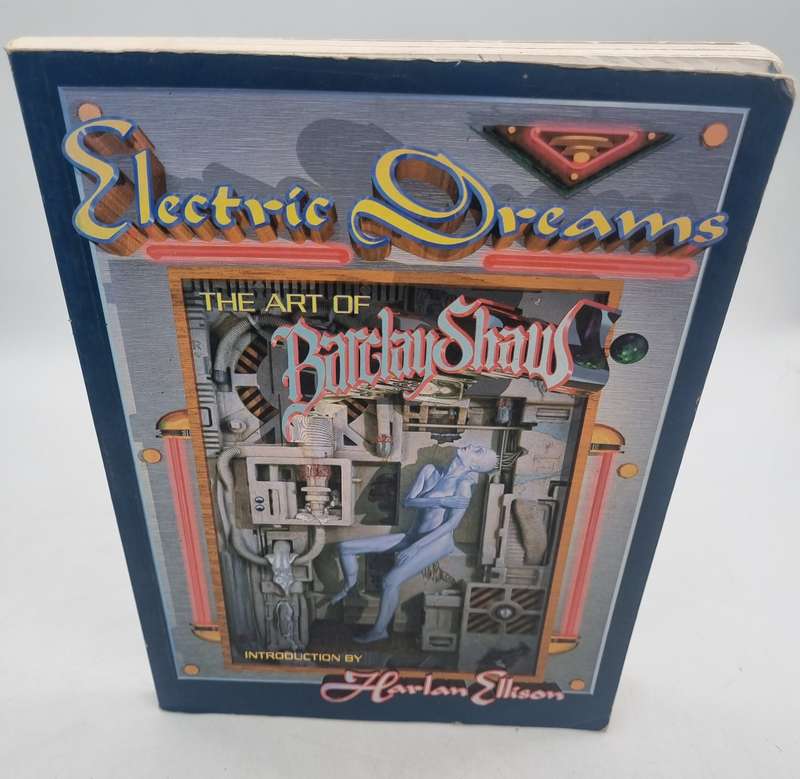 Electric Dreams
THE ART OF
Barclay Shaw
INTRODUCTION BY
Harlan Ellison